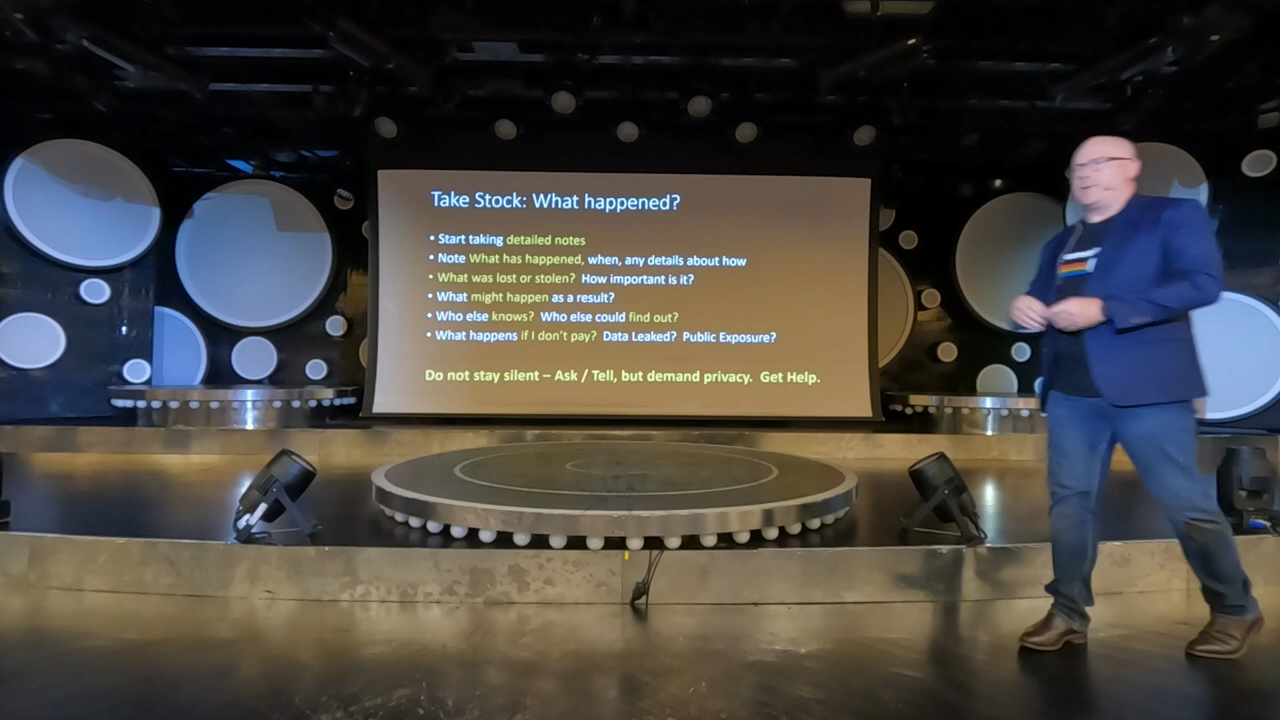 Take Stock: What happened?
• Start taking detailed notes
• Note What has happened, when, any details about how
• What was lost or stolen? How important is it?
• What might happen as a result?
• Who else knows? Who else could find out?
• What happens if I don't pay? Data Leaked? Public Exposure?
Do not stay silent – Ask / Tell, but demand privacy. Get Help.